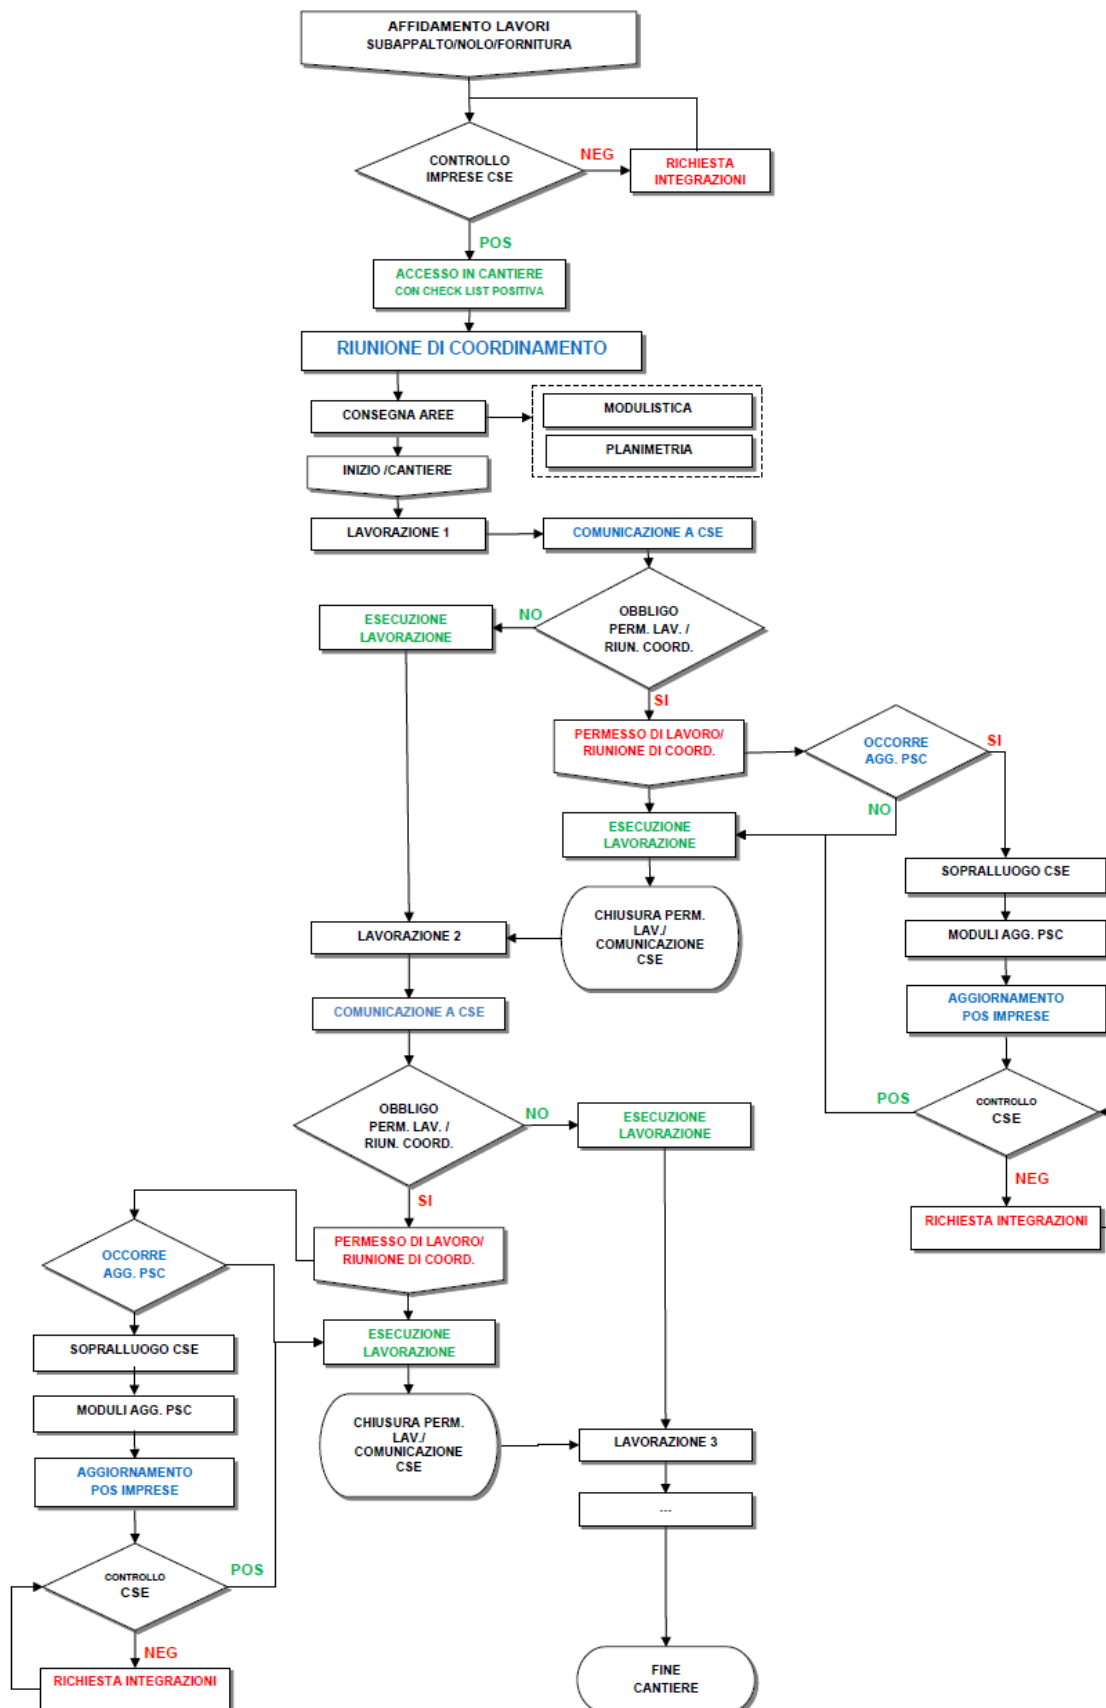 AFFIDAMENTO LAVORI
SUBAPPALTO/NOLO/FORNITURA
CONTROLLO
IMPRESE CSE
NEG
RICHIESTA
INTEGRAZIONI
POS
ACCESSO IN CANTIERE
CON CHECK LIST POSITIVA
RIUNIONE DI COORDINAMENTO
CONSEGNA AREE
MODULISTICA
PLANIMETRIA
INIZIO /CANTIERE
LAVORAZIONE 1
COMUNICAZIONE A CSE
OBBLIGO
PERM. LAV. /
RIUN. COORD.
NO
ESECUZIONE
LAVORAZIONE
SI
PERMESSO DI LAVORO/
RIUNIONE DI COORD.
OCCORRE
AGG. PSC
SI
NO
ESECUZIONE
LAVORAZIONE
SOPRALLUOGO CSE
CHIUSURA PERM.
LAV./
COMUNICAZIONE
CSE
LAVORAZIONE 2
MODULI AGG. PSC
COMUNICAZIONE A CSE
AGGIORNAMENTO
POS IMPRESE
OBBLIGO
PERM. LAV. /
RIUN. COORD.
NO
ESECUZIONE
LAVORAZIONE
POS
CONTROLLO
CSE
NEG
RICHIESTA INTEGRAZIONI
SI
PERMESSO DI LAVORO/
RIUNIONE DI COORD.
OCCORRE
AGG. PSC
ESECUZIONE
LAVORAZIONE
SOPRALLUOGO CSE
MODULI AGG. PSC
CHIUSURA PERM.
LAV./
COMUNICAZIONE
CSE
LAVORAZIONE 3
AGGIORNAMENTO
POS IMPRESE
...
CONTROLLO
CSE
POS
NEG
RICHIESTA INTEGRAZIONI
FINE
CANTIERE